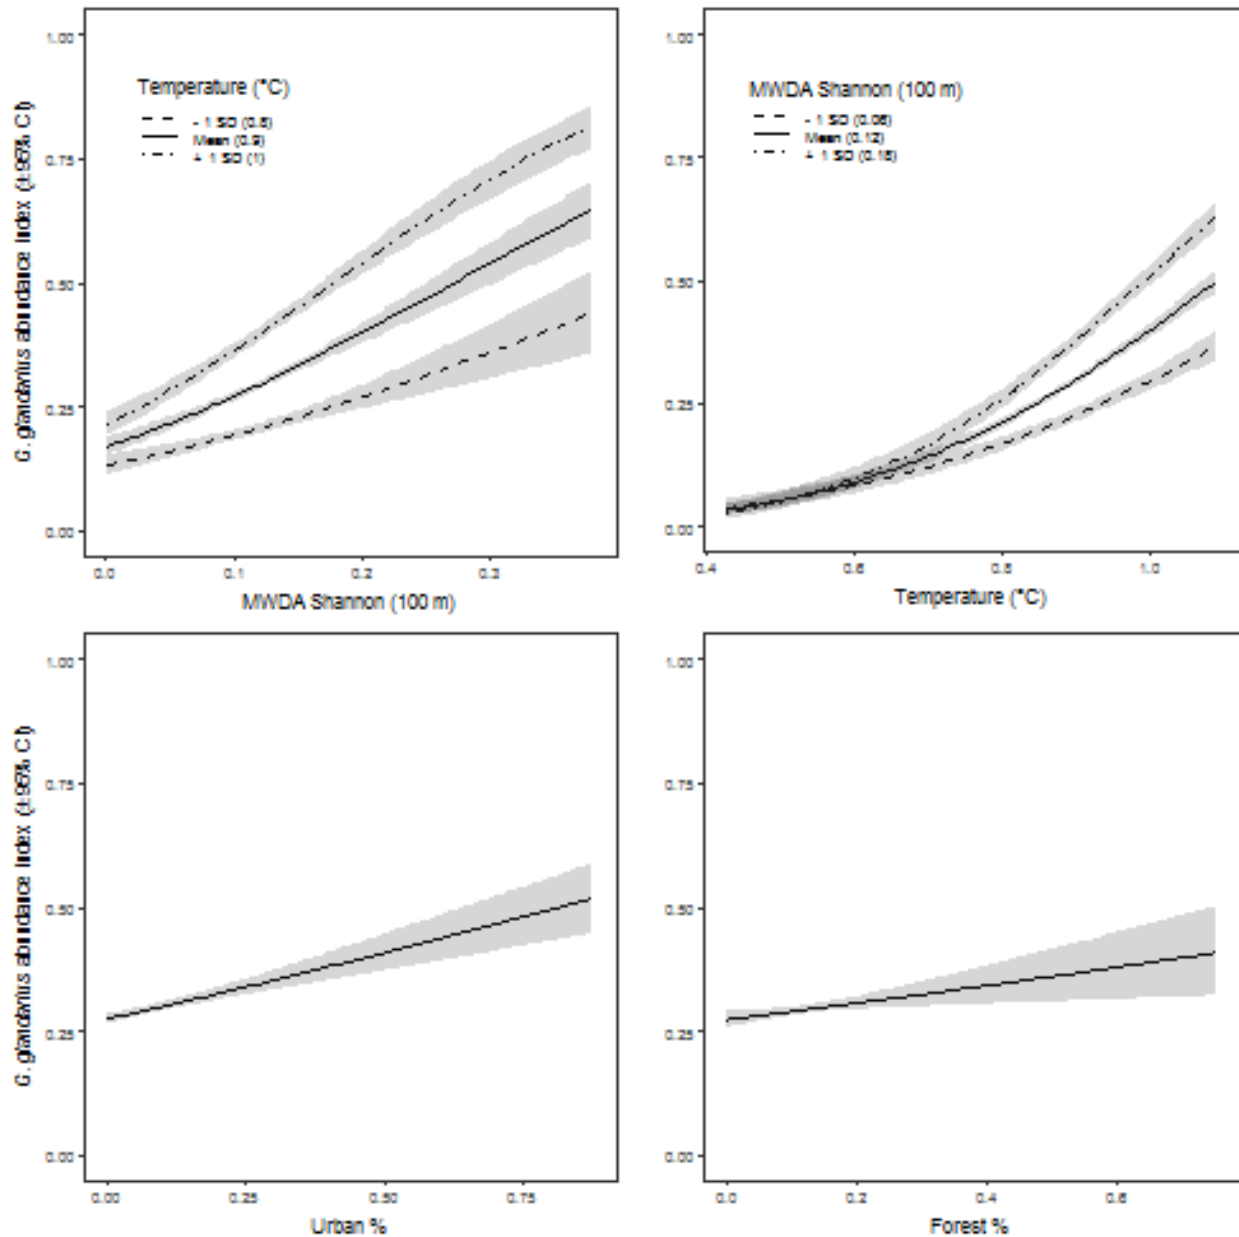 G. glandarius abundance Index (±95% CI)
1.00
0.75
0.50
0.25
0.00
Temperature (°C)
- 1 SD (0.8)
Mean (0.9)
+ 1 SD (1)
0.0 0.1 0.2 0.3
MWDA Shannon (100 m)
1.00
0.75
0.50
0.25
0.00
MWDA Shannon (100 m)
- 1 SD (0.06)
Mean (0.12)
+ 1 SD (0.18)
0.4 0.6 0.8 1.0
Temperature (°C)
G. glandarius abundance Index (±95% CI)
1.00
0.75
0.50
0.25
0.00
0.00 0.25 0.50 0.75
Urban %
1.00
0.75
0.50
0.25
0.00
0.0 0.2 0.4 0.6
Forest %